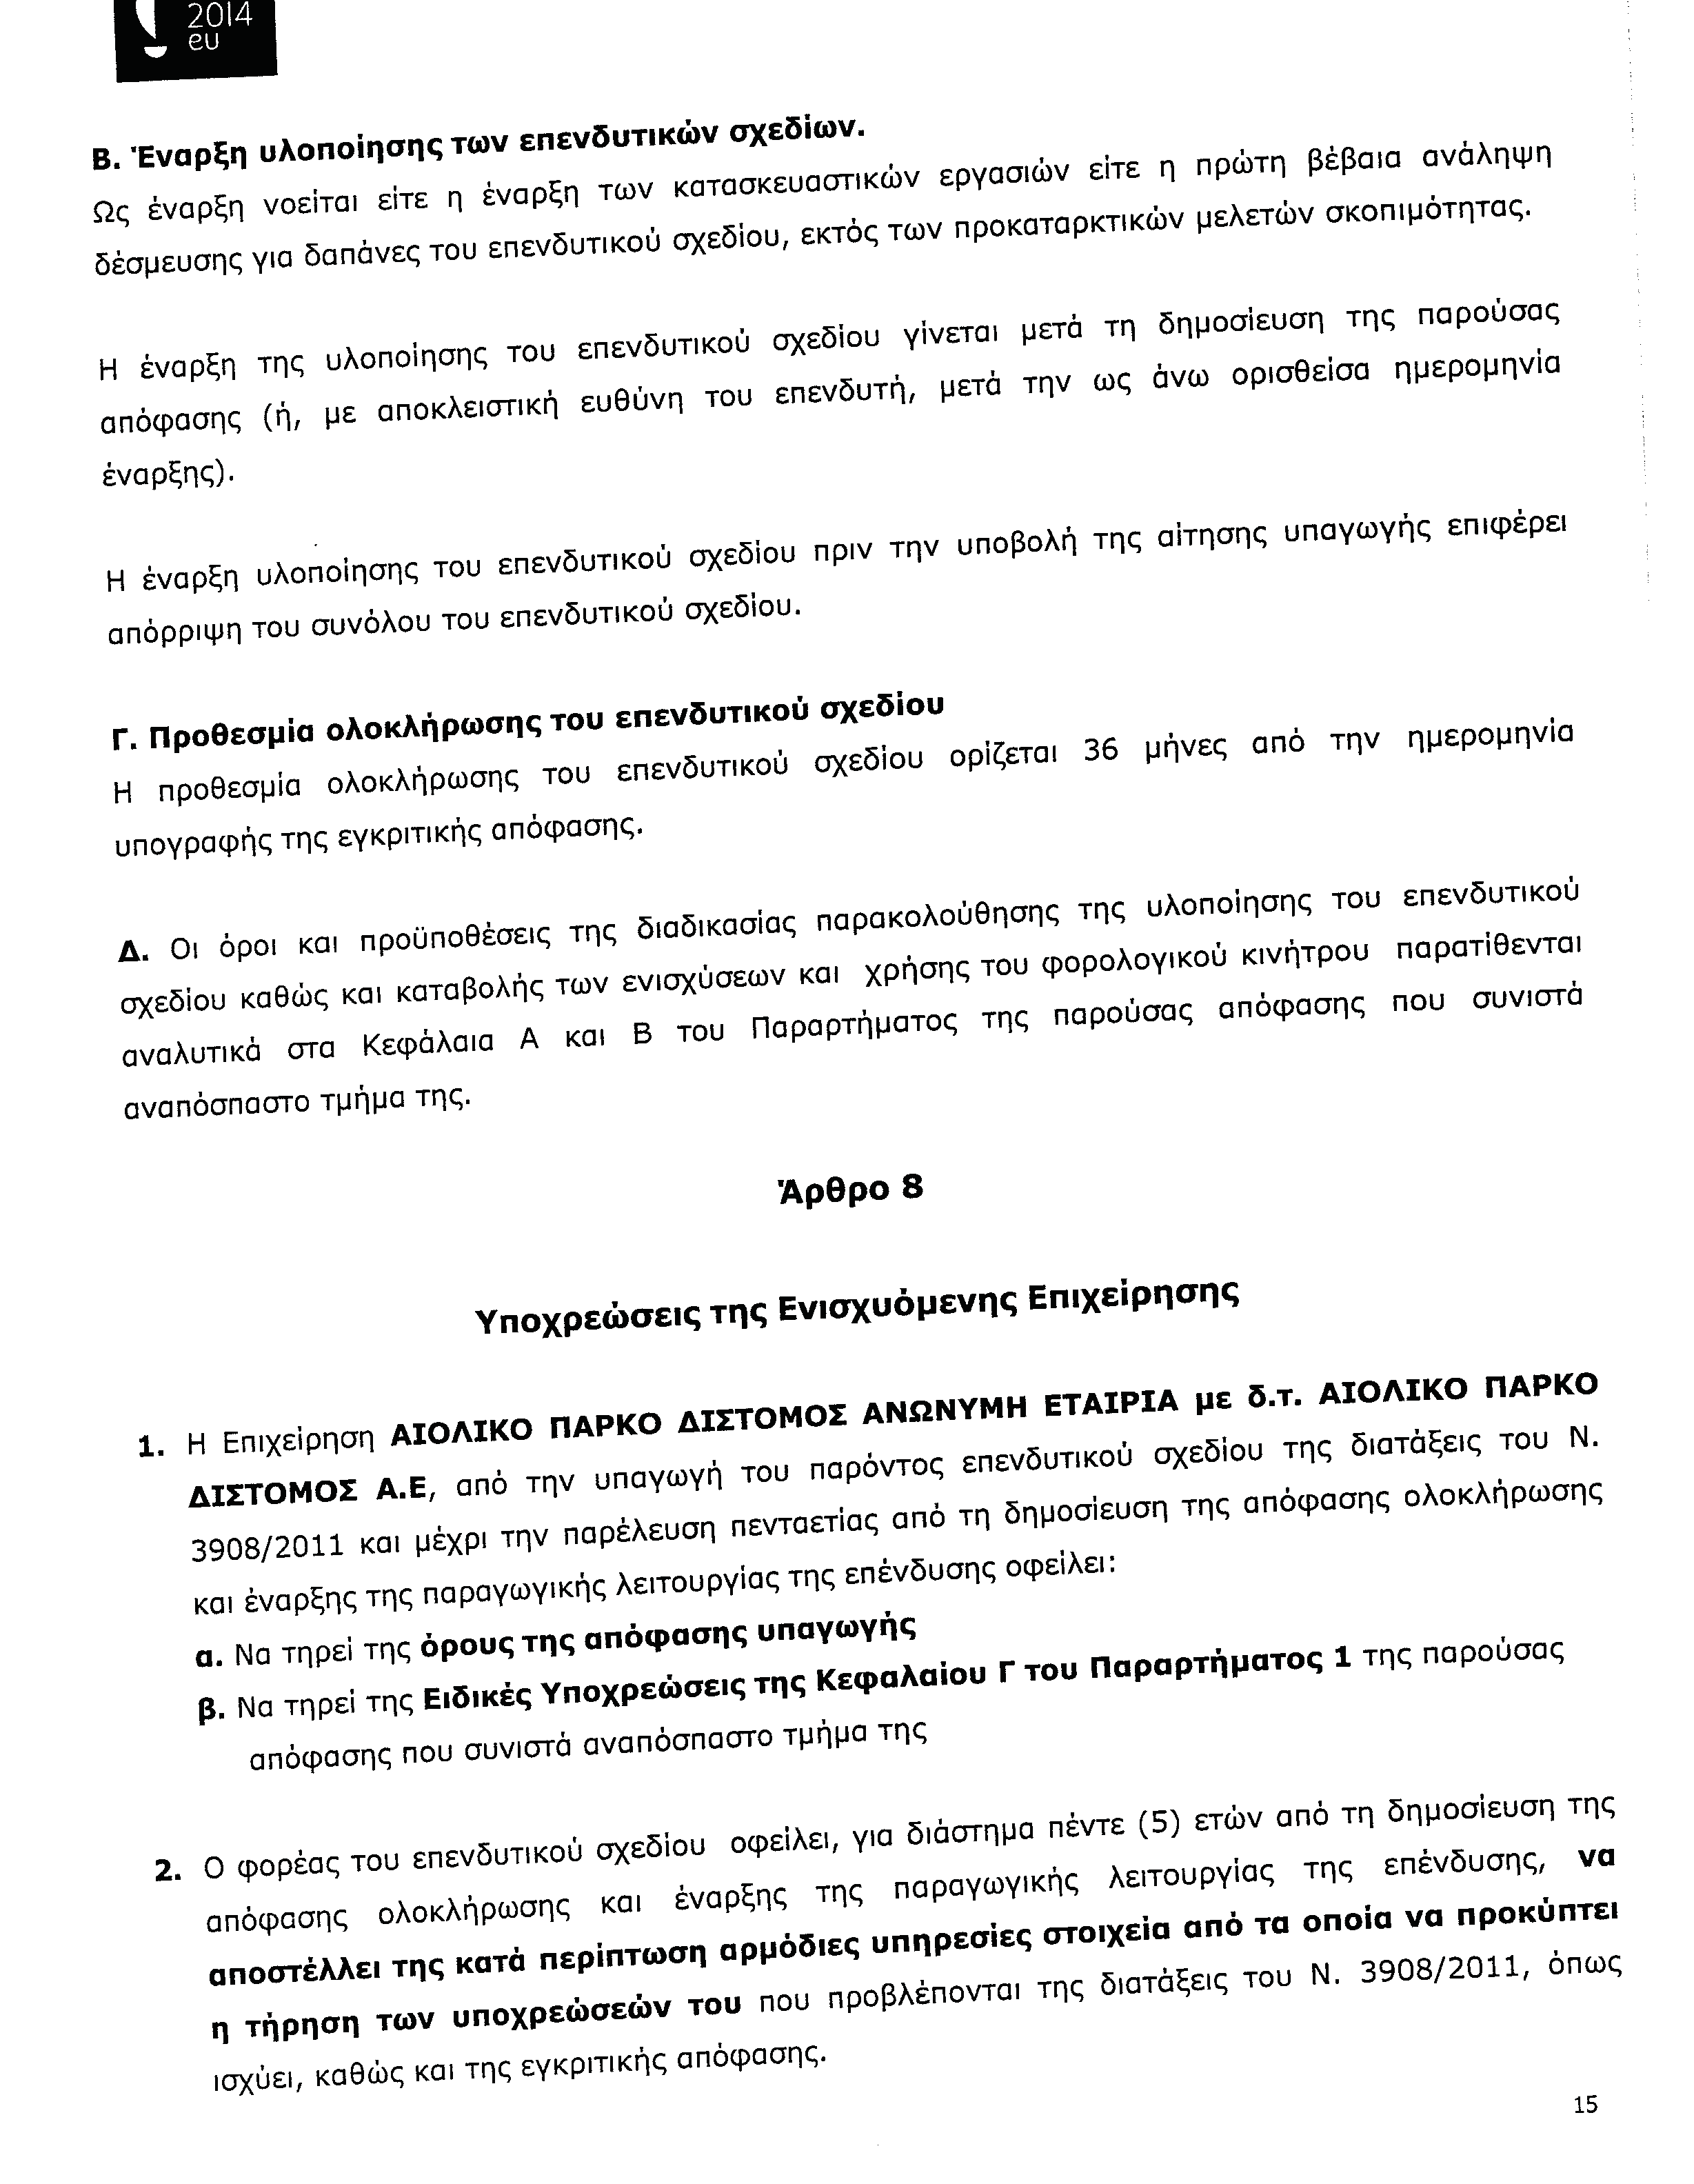 2014
eu
Β. Έναρξη υλοποίησης των επενδυτικών σχεδίων.
Ως έναρξη νοείται είτε η έναρξη των κατασκευαστικών εργασιών είτε η πρώτη βέβαια ανάληψη
δέσμευσης για δαπάνες του επενδυτικού σχεδίου, εκτός των προκαταρκτικών μελετών σκοπιμότητας.
Η έναρξη της υλοποίησης του επενδυτικού σχεδίου γίνεται μετά τη δημοσίευση της παρούσας
απόφασης (ή, με αποκλειστική ευθύνη του επενδυτή, μετά την ως άνω ορισθείσα ημερομηνία
έναρξης).
Η έναρξη υλοποίησης του επενδυτικού σχεδίου πριν την υποβολή της αίτησης υπαγωγής επιφέρει
απόρριψη του συνόλου του επενδυτικού σχεδίου.
Γ. Προθεσμία ολοκλήρωσης του επενδυτικού σχεδίου
Η προθεσμία ολοκλήρωσης του επενδυτικού σχεδίου ορίζεται 36 μήνες από την ημερομηνία
υπογραφής της εγκριτικής απόφασης.
Δ. Οι όροι και προϋποθέσεις της διαδικασίας παρακολούθησης της υλοποίησης του επενδυτικού
σχεδίου καθώς και καταβολής των ενισχύσεων και χρήσης του φορολογικού κινήτρου παρατίθενται
αναλυτικά στα Κεφάλαια Α και Β του Παραρτήματος της παρούσας απόφασης που συνιστά
αναπόσπαστο τμήμα της.
Άρθρο 8
Υποχρεώσεις της Ενισχυόμενης Επιχείρησης
1. Η Επιχείρηση ΑΙΟΛΙΚΟ ΠΑΡΚΟ ΔΙΣΤΟΜΟΣ ΑΝΩΝΥΜΗ ΕΤΑΙΡΙΑ με δ.τ. ΑΙΟΛΙΚΟ ΠΑΡΚΟ
ΔΙΣΤΟΜΟΣ Α.Ε, από την υπαγωγή του παρόντος επενδυτικού σχεδίου της διατάξεις του Ν.
3908/2011 και μέχρι την παρέλευση πενταετίας από τη δημοσίευση της απόφασης ολοκλήρωσης
και έναρξης της παραγωγικής λειτουργίας της επένδυσης οφείλει:
α. Να τηρεί της όρους της απόφασης υπαγωγής
β. Να τηρεί της Ειδικές Υποχρεώσεις της Κεφαλαίου Γ του Παραρτήματος 1 της παρούσας
απόφασης που συνιστά αναπόσπαστο τμήμα της
2. Ο φορέας του επενδυτικού σχεδίου οφείλει, για διάστημα πέντε (5) ετών από τη δημοσίευση της
απόφασης ολοκλήρωσης και έναρξης της παραγωγικής λειτουργίας της επένδυσης, να
αποστέλλει της κατά περίπτωση αρμόδιες υπηρεσίες στοιχεία από τα οποία να προκύπτει
η τήρηση των υποχρεώσεών του που προβλέπονται της διατάξεις του Ν. 3908/2011, όπως
ισχύει, καθώς και της εγκριτικής απόφασης.
15